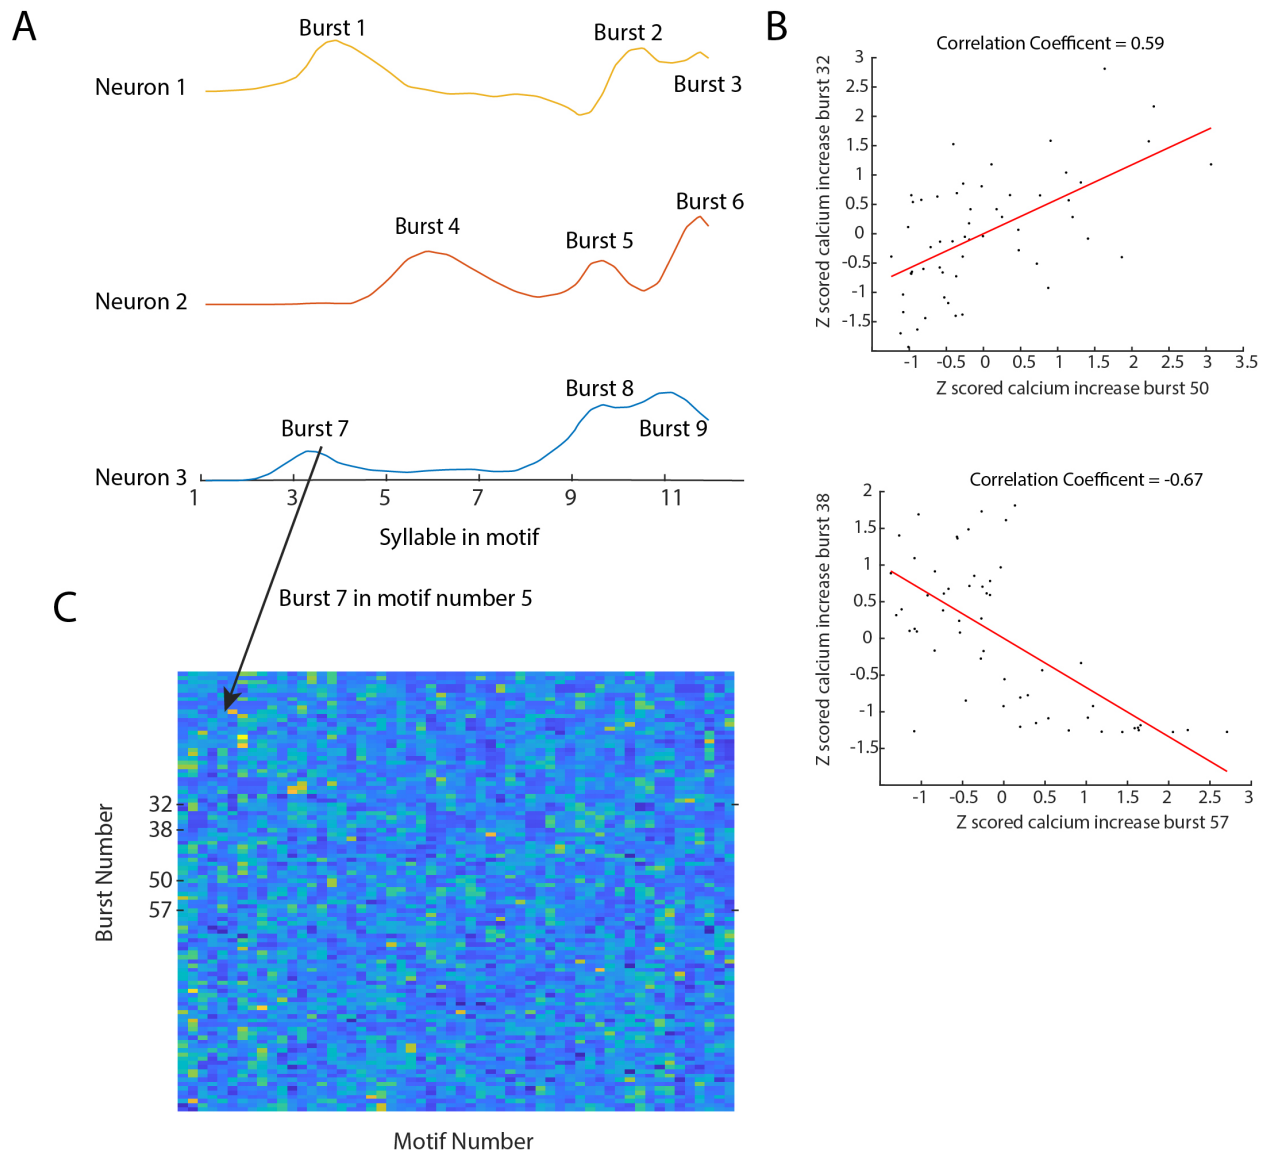 A
Burst 1
Burst 2
Neuron 1
Burst 3
Burst 6
Burst 4
Burst 5
Neuron 2
Burst 8
Burst 7
Burst 9
Neuron 3
1 3 5 7 9 11
Syllable in motif
B
Correlation Coefficent = 0.59
Z scored calcium increase burst 32
3
2.5
2
1.5
1
0.5
0
-0.5
-1
-1.5
-1 -0.5 0 0.5 1 1.5 2 2.5 3 3.5
Z scored calcium increase burst 50
Correlation Coefficent = -0.67
Z scored calcium increase burst 38
2
1.5
1
0.5
0
-0.5
-1
-1.5
-1 -0.5 0 0.5 1 1.5 2 2.5 3
Z scored calcium increase burst 57
C
Burst 7 in motif number 5
Burst Number
32
38
50
57
Motif Number